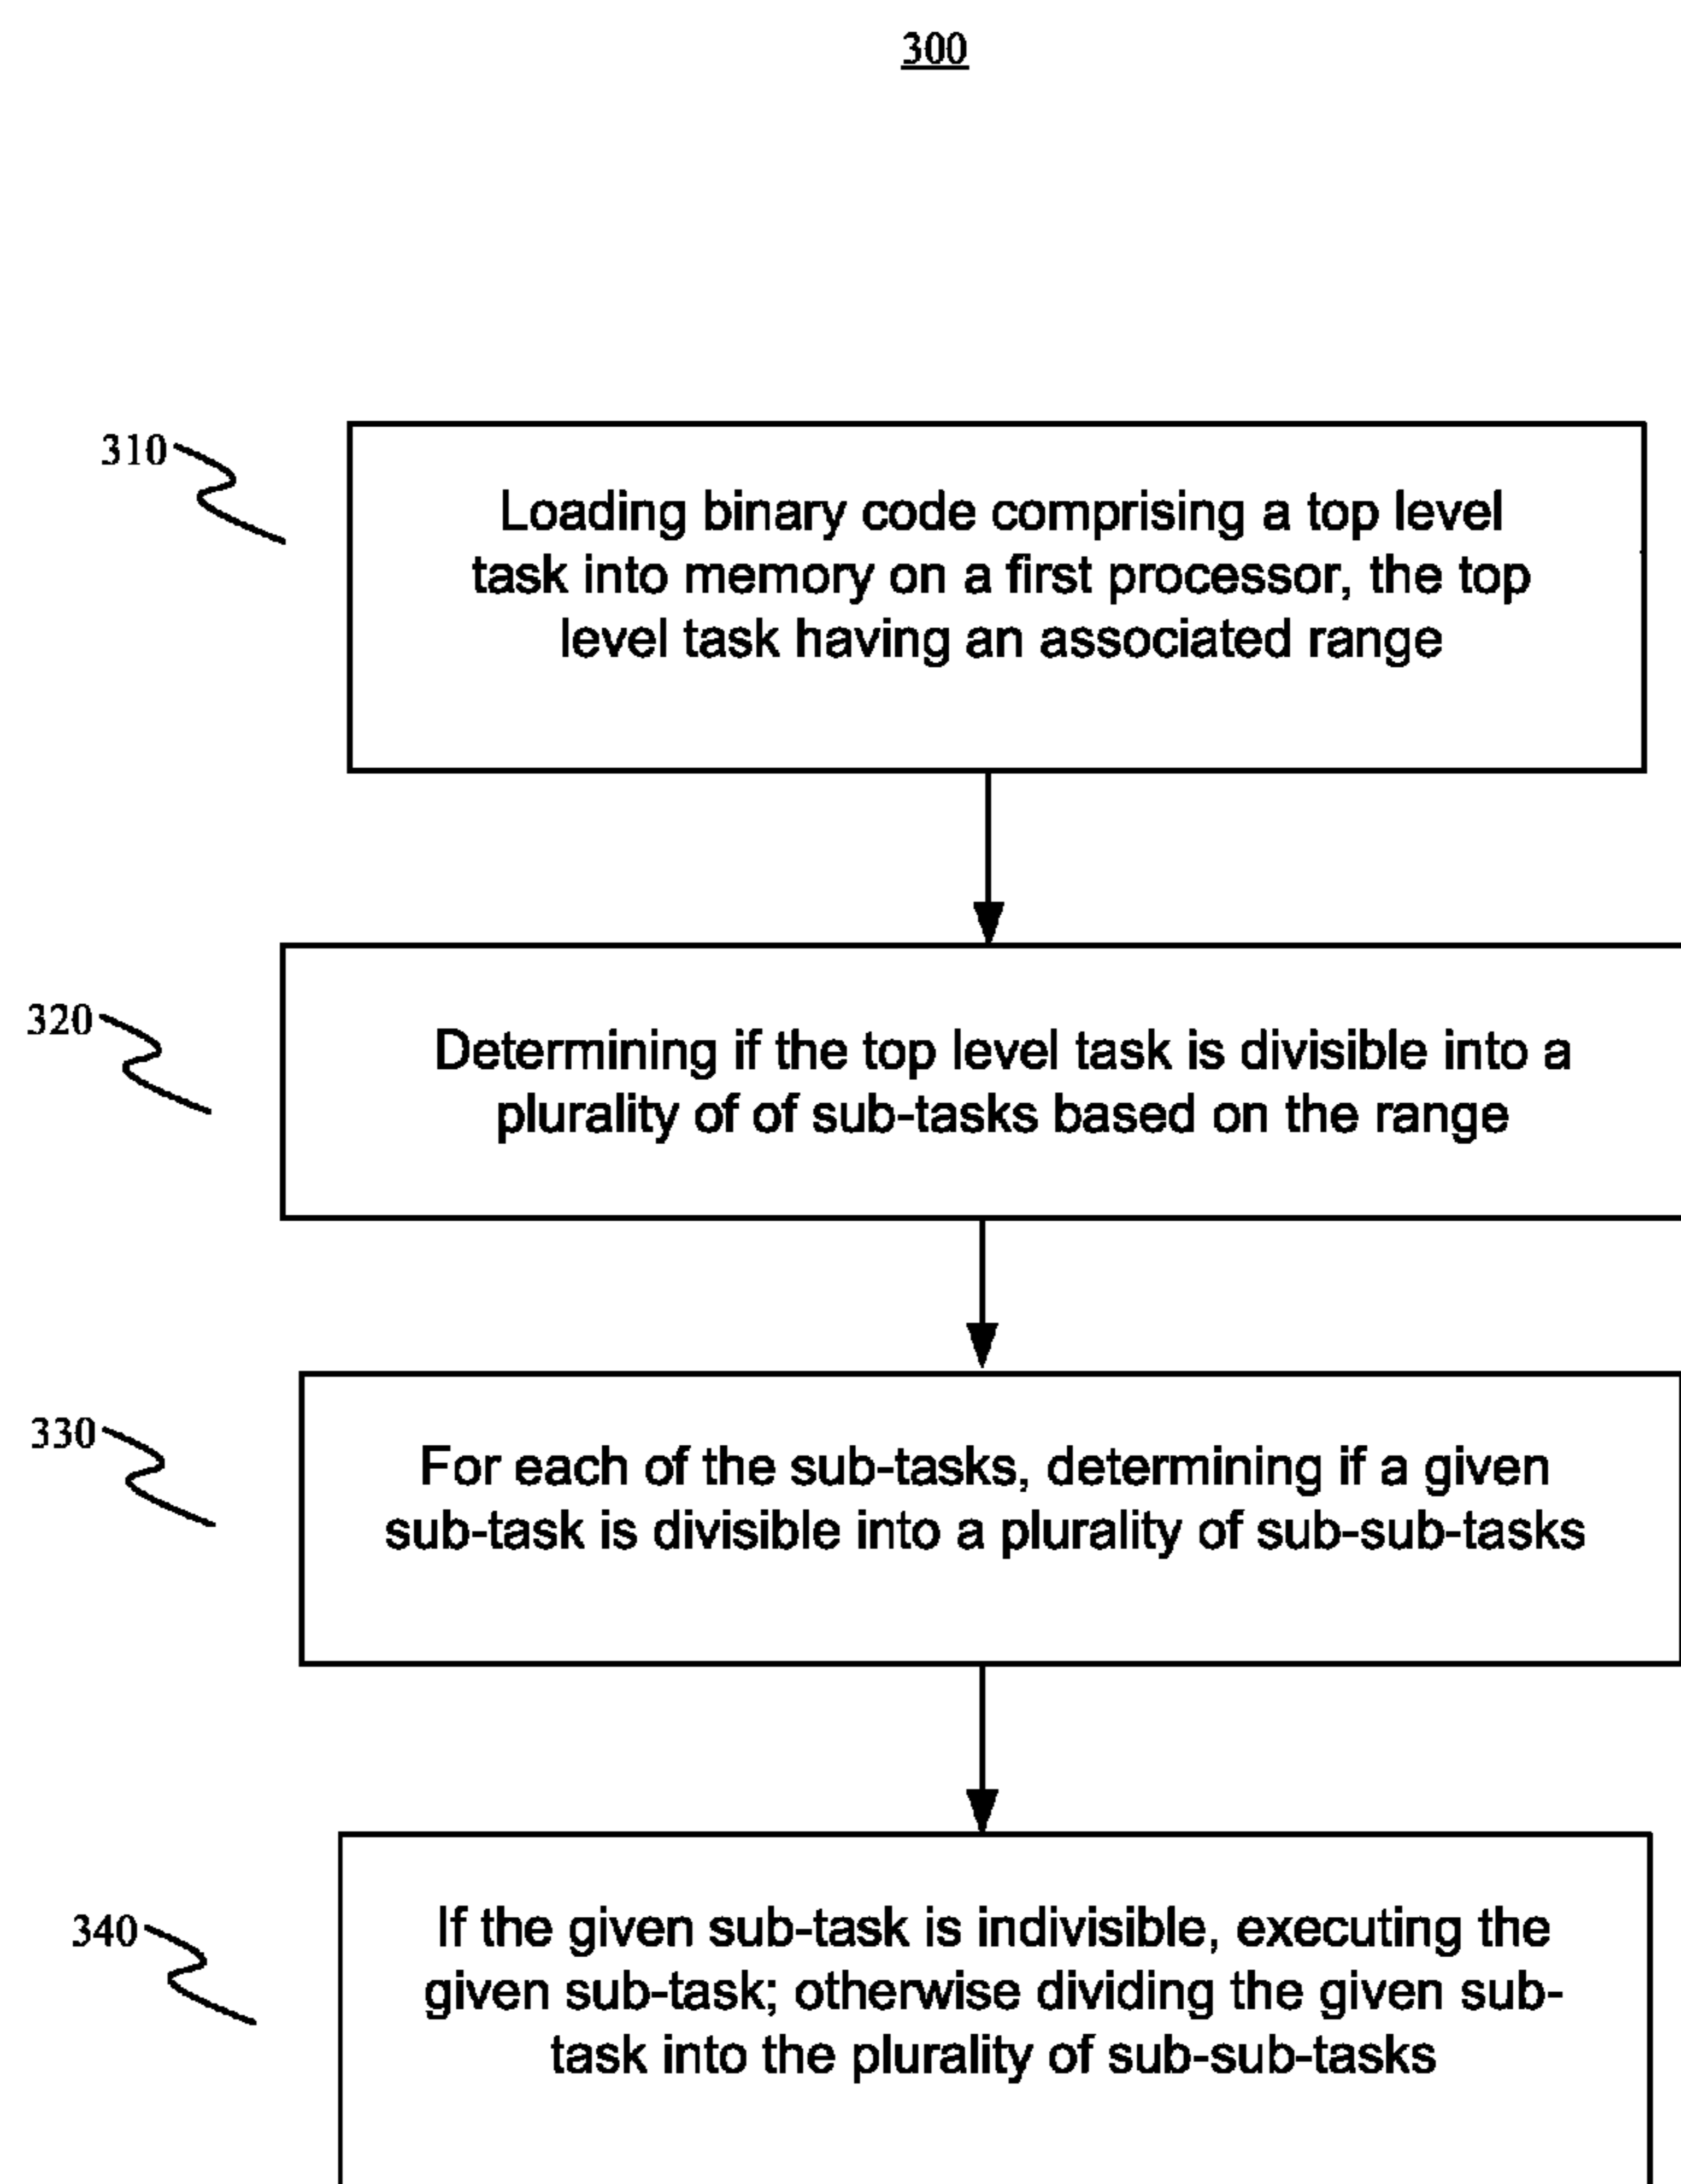 300
310
Loading binary code comprising a top level
task into memory on a first processor, the top
level task having an associated range
320
Determining if the top level task is divisible into a
plurality of of sub-tasks based on the range
330
For each of the sub-tasks, determining if a given
sub-task is divisible into a plurality of sub-sub-tasks
340
If the given sub-task is indivisible, executing the
given sub-task; otherwise dividing the given sub-
task into the plurality of sub-sub-tasks